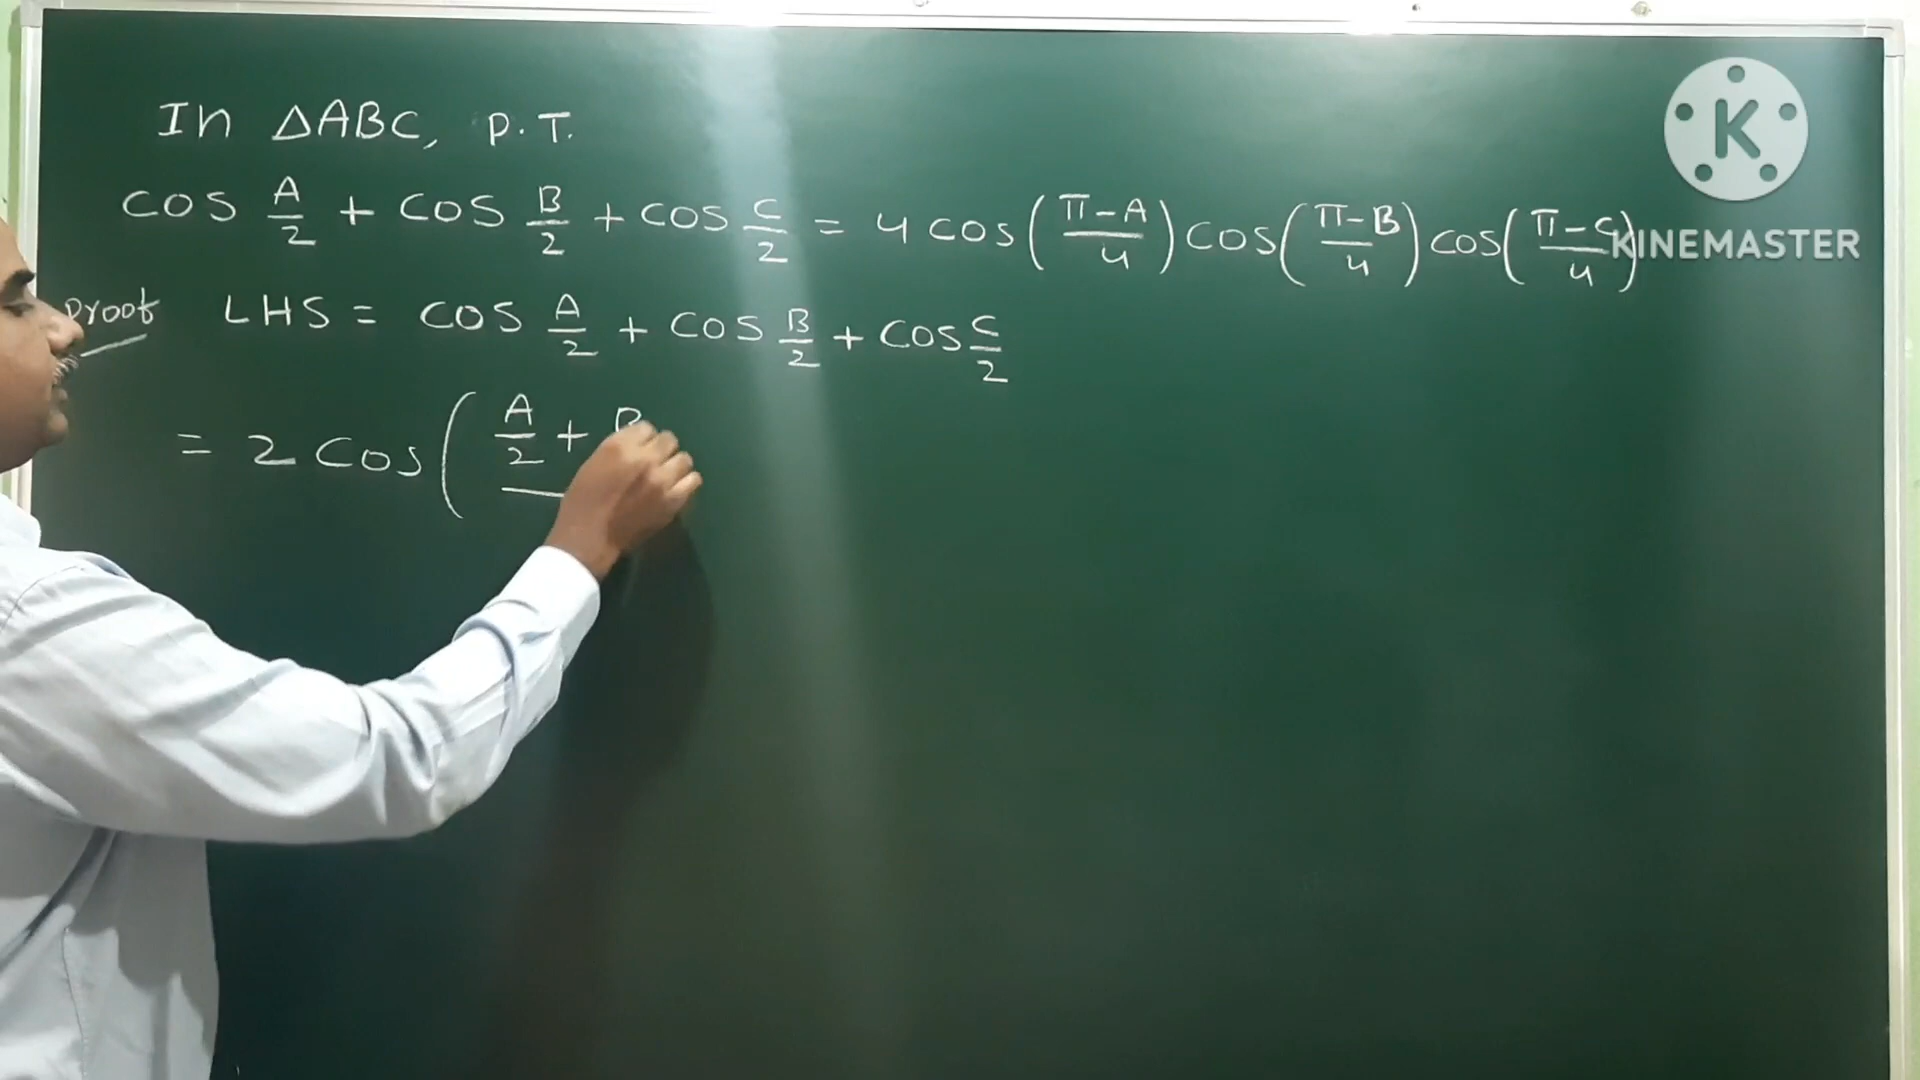 In ΔABC, P.T.
cos A/2 + cos B/2 + cos C/2 = 4 cos(π-A/4) cos(π-B/4) cos(π-C/4)
Proof LHS = cos A/2 + cos B/2 + cos C/2
= 2 cos( A/2 + B
K
KINEMASTER